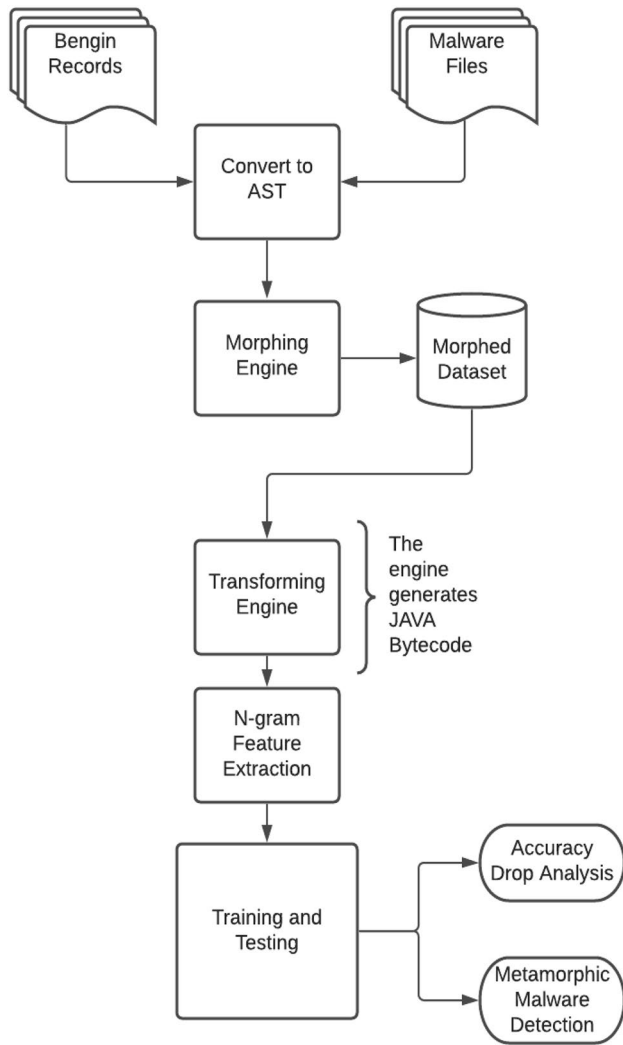 Bengin
Records
Malware
Files
Convert to
AST
Morphing
Engine
Morphed
Dataset
Transforming
Engine
The
engine
generates
JAVA
Bytecode
N-gram
Feature
Extraction
Training and
Testing
Accuracy
Drop Analysis
Metamorphic
Malware
Detection